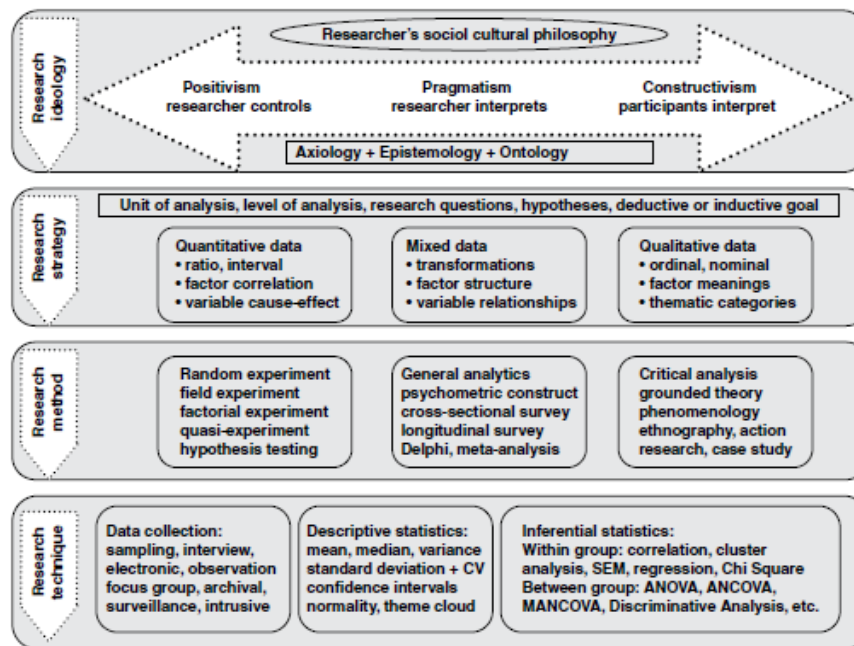 Research
ideology
Researcher's sociol cultural philosophy
Positivism
researcher controls
Pragmatism
researcher interprets
Constructivism
participants interpret
Axiology + Epistemology + Ontology
Research
strategy
Unit of analysis, level of analysis, research questions, hypotheses, deductive or inductive goal
Quantitative data
• ratio, interval
• factor correlation
• variable cause-effect
Mixed data
• transformations
• factor structure
• variable relationships
Qualitative data
• ordinal, nominal
• factor meanings
• thematic categories
Research
method
Random experiment
field experiment
factorial experiment
quasi-experiment
hypothesis testing
General analytics
psychometric construct
cross-sectional survey
longitudinal survey
Delphi, meta-analysis
Critical analysis
grounded theory
phenomenology
ethnography, action
research, case study
Research
technique
Data collection:
sampling, interview,
electronic, observation
focus group, archival,
surveillance, intrusive
Descriptive statistics:
mean, median, variance
standard deviation + CV
confidence intervals
normality, theme cloud
Inferential statistics:
Within group: correlation, cluster
analysis, SEM, regression, Chi Square
Between group: ANOVA, ANCOVA,
MANCOVA, Discriminative Analysis, etc.